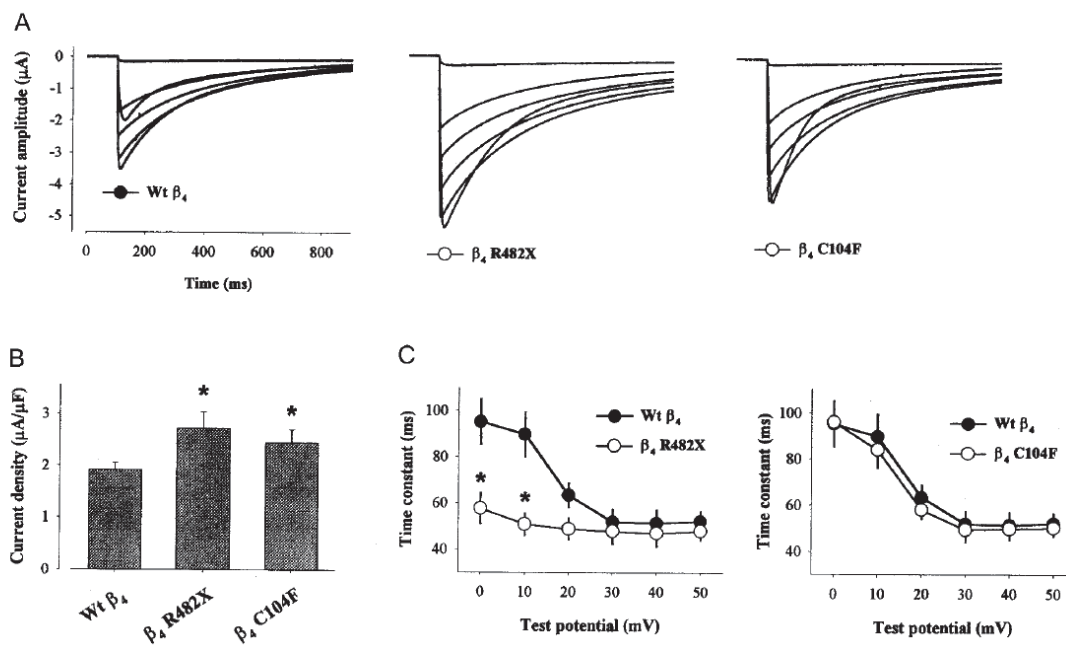 A
Current amplitude (μA)
0
-1
-2
-3
-4
-5
Wt β4
0 200 400 600 800
Time (ms)
β4 R482X
β4 C104F
B
Current density (μA/μF)
3
2
1
0
*
*
Wt β4
β4 R482X
β4 C104F
C
Time constant (ms)
100
80
60
40
Wt β4
β4 R482X
*
*
0 10 20 30 40 50
Test potential (mV)
Time constant (ms)
100
80
60
40
Wt β4
β4 C104F
0 10 20 30 40 50
Test potential (mV)